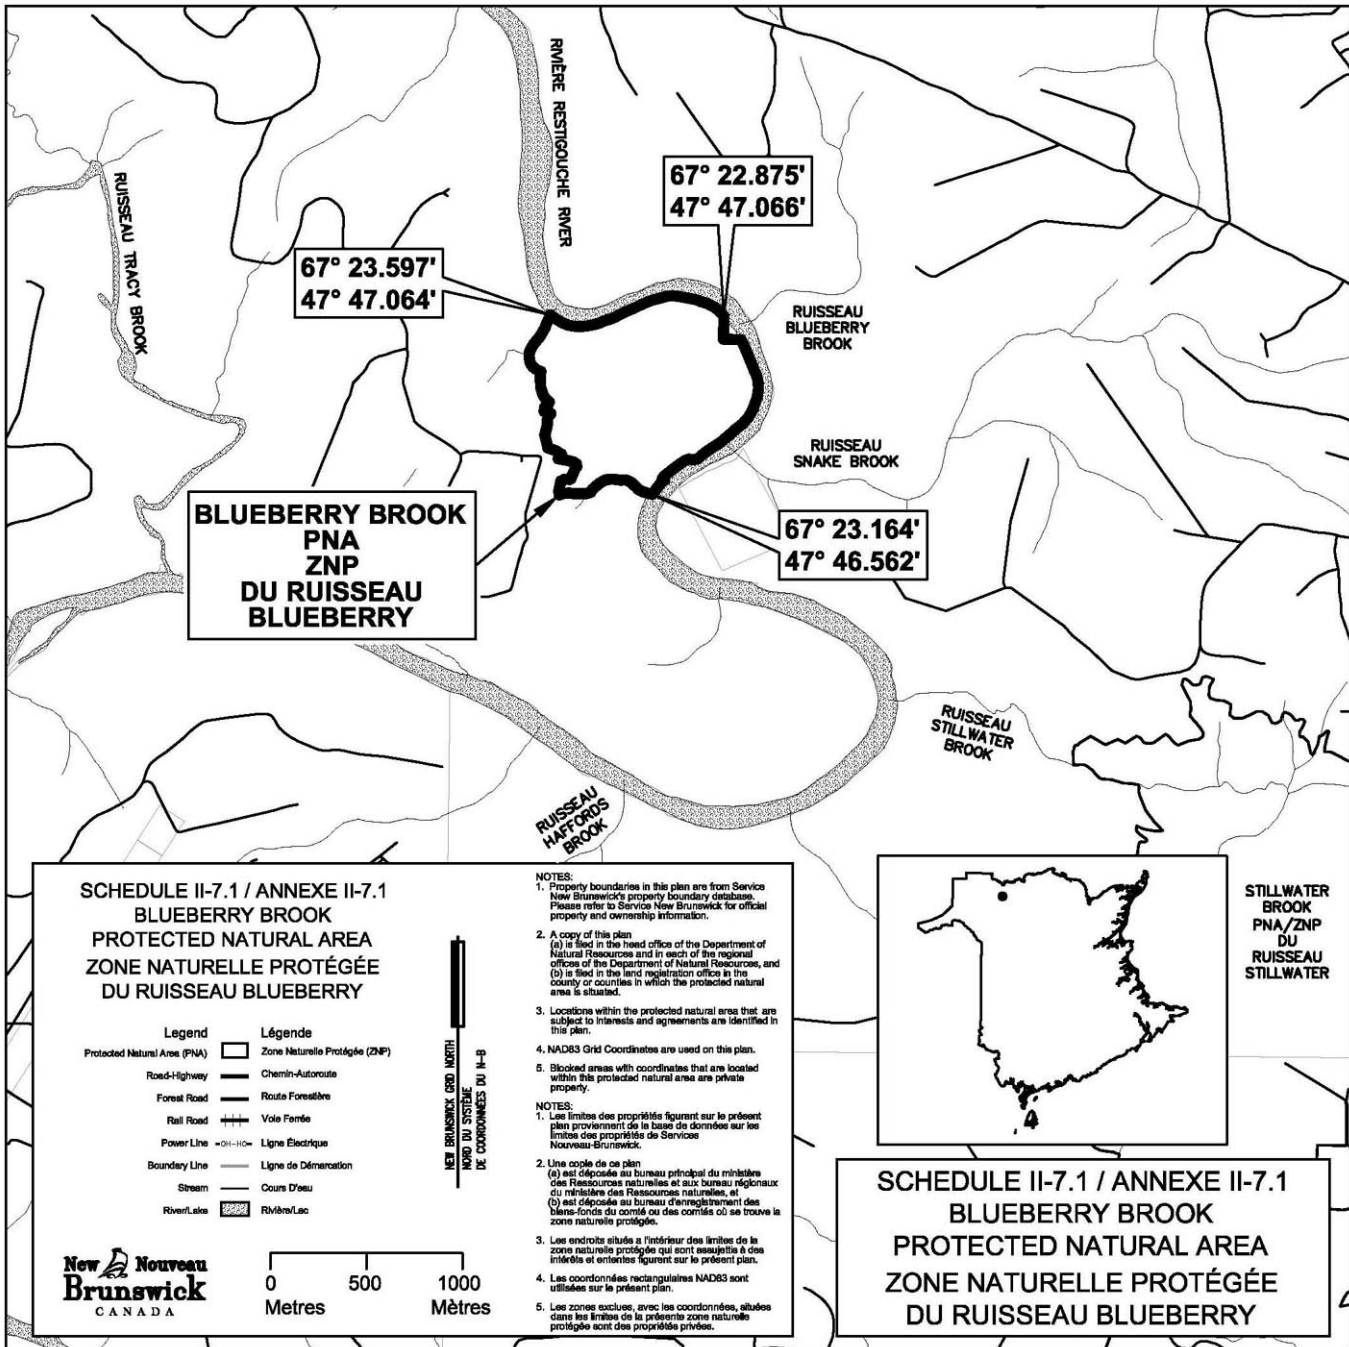 RIVIÈRE RESTIGOUCHE RIVER
67° 22.875'
47° 47.066'
RUISSEAU TRACY BROOK
67° 23.597'
47° 47.064'
RUISSEAU
BLUEBERRY
BROOK
RUISSEAU
SNAKE BROOK
BLUEBERRY BROOK
PNA
ZNP
DU RUISSEAU
BLUEBERRY
67° 23.164'
47° 46.562'
RUISSEAU
STILLWATER
BROOK
RUISSEAU
HAFFORDS
BROOK
SCHEDULE II-7.1 / ANNEXE II-7.1
BLUEBERRY BROOK
PROTECTED NATURAL AREA
ZONE NATURELLE PROTÉGÉE
DU RUISSEAU BLUEBERRY
Legend Légende
Protected Natural Area (PNA) Zone Naturelle Protégée (ZNP)
Road-Highway Chemin-Autoroute
Forest Road Route Forestière
Rail Road Voie Ferrée
Power Line -OH-HO- Ligne Électrique
Boundary Line Ligne de Démarcation
Stream Cours D'eau
River/Lake Rivière/Lac
NEW BRUNSWICK GRID NORTH
NORD DU SYSTÈME
DE COORDONNÉES DU N-B
New Nouveau
Brunswick
CANADA
0 500 1000
Metres Mètres
NOTES:
1. Property boundaries in this plan are from Service
New Brunswick's property boundary database.
Please refer to Service New Brunswick for official
property and ownership information.
2. A copy of this plan
(a) is filed in the head office of the Department of
Natural Resources and in each of the regional
offices of the Department of Natural Resources, and
(b) is filed in the land registration office in the
county or counties in which the protected natural
area is situated.
3. Locations within the protected natural area that are
subject to interests and agreements are identified in
this plan.
4. NAD83 Grid Coordinates are used on this plan.
5. Blocked areas with coordinates that are located
within this protected natural area are private
property.
NOTES:
1. Les limites des propriétés figurant sur le présent
plan proviennent de la base de données sur les
limites des propriétés de Services
Nouveau-Brunswick.
2. Une copie de ce plan
(a) est déposée au bureau principal du ministère
des Ressources naturelles et aux bureau régionaux
du ministère des Ressources naturelles, et
(b) est déposée au bureau d'enregistrement des
biens-fonds du comté ou des comtés où se trouve la
zone naturelle protégée.
3. Les endroits situés a l'intérieur des limites de la
zone naturelle protégée qui sont assujettis à des
intérêts et ententes figurent sur le présent plan.
4. Les coordonnées rectangulaires NAD83 sont
utilisées sur le présent plan.
5. Les zones exclues, avec les coordonnées, situées
dans les limites de la présente zone naturelle
protégée sont des propriétés privées.
STILLWATER
BROOK
PNA/ZNP
DU
RUISSEAU
STILLWATER
SCHEDULE II-7.1 / ANNEXE II-7.1
BLUEBERRY BROOK
PROTECTED NATURAL AREA
ZONE NATURELLE PROTÉGÉE
DU RUISSEAU BLUEBERRY